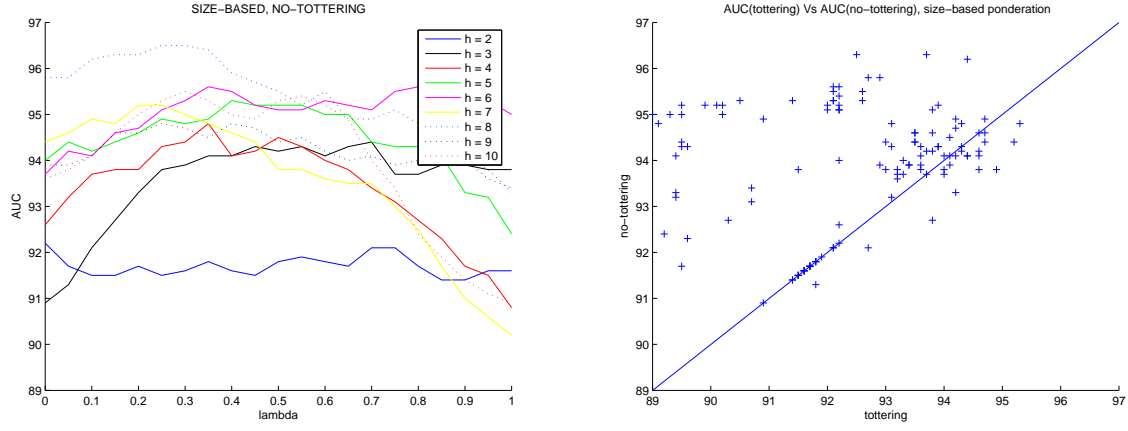 SIZE−BASED, NO−TOTTERING
97
96
95
94
93
92
91
90
89
AUC
0 0.1 0.2 0.3 0.4 0.5 0.6 0.7 0.8 0.9 1
lambda
h = 2
h = 3
h = 4
h = 5
h = 6
h = 7
h = 8
h = 9
h = 10
AUC(tottering) Vs AUC(no−tottering), size−based ponderation
97
96
95
94
93
92
91
90
89
no−tottering
89 90 91 92 93 94 95 96 97
tottering